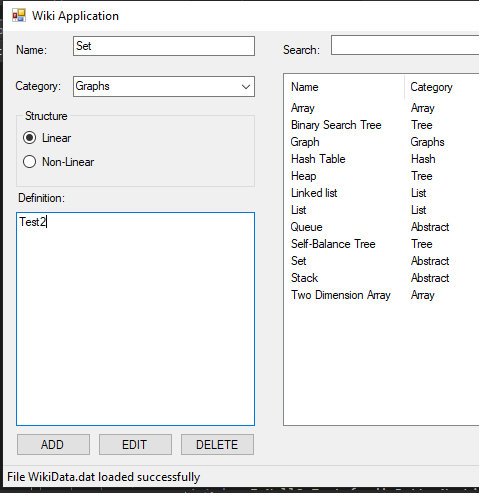 Wiki Application
Name: Set
Search:
Category: Graphs
Structure
Linear
Non-Linear
Definition:
Test2
ADD EDIT DELETE
Name Category
Array Array
Binary Search Tree Tree
Graph Graphs
Hash Table Hash
Heap Tree
Linked list List
List List
Queue Abstract
Self-Balance Tree Tree
Set Abstract
Stack Abstract
Two Dimension Array Array
File WikiData.dat loaded successfully